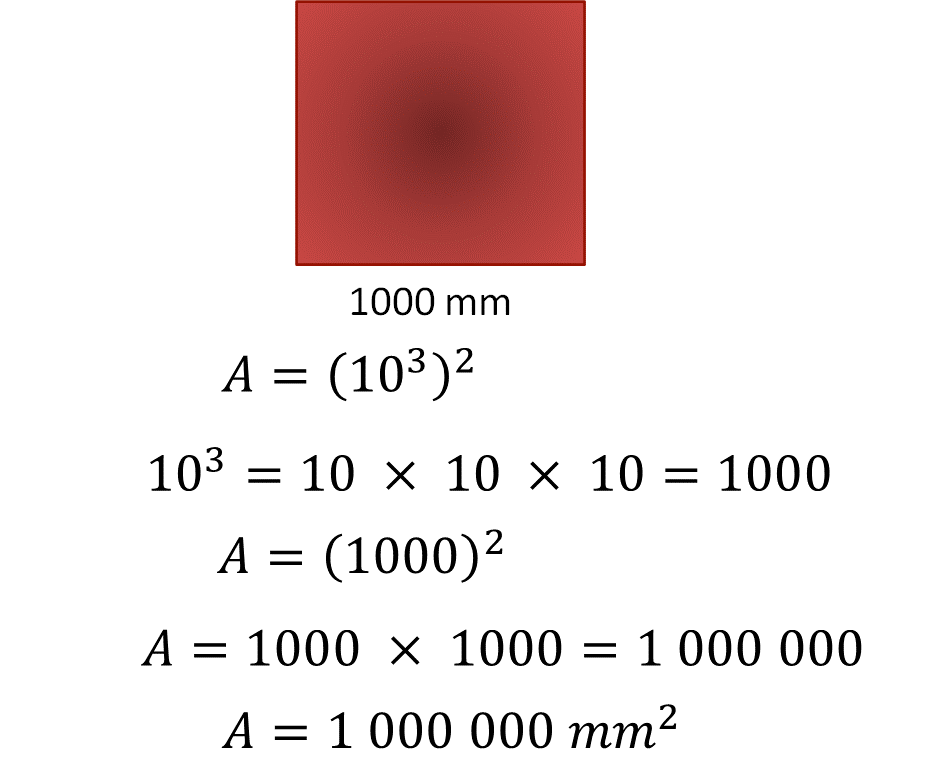 1000 mm
A = (10³)²
10³ = 10 × 10 × 10 = 1000
A = (1000)²
A = 1000 × 1000 = 1 000 000
A = 1 000 000 mm²